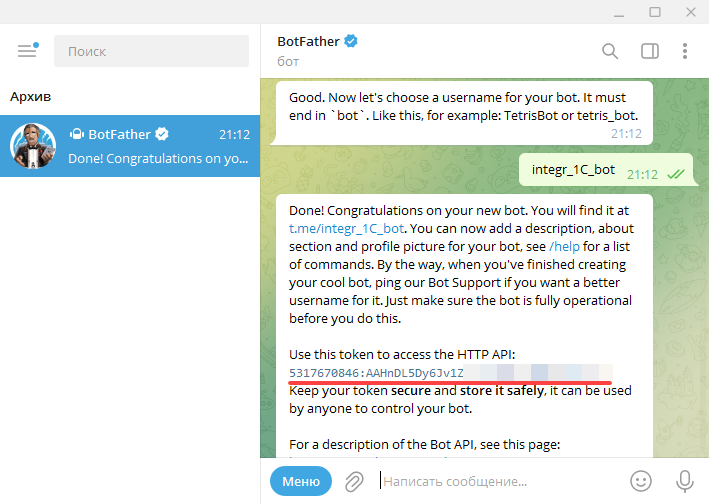 Поиск
Архив
BotFather 21:12
Done! Congratulations on yo...
BotFather
бот
Good. Now let's choose a username for your bot. It must
end in `bot`. Like this, for example: TetrisBot or tetris_bot.
21:12
integr_1C_bot 21:12
Done! Congratulations on your new bot. You will find it at
t.me/integr_1C_bot. You can now add a description, about
section and profile picture for your bot, see /help for a list
of commands. By the way, when you've finished creating
your cool bot, ping our Bot Support if you want a better
username for it. Just make sure the bot is fully operational
before you do this.
Use this token to access the HTTP API:
5317670846:AAHnDL5Dy6Jv1Z
Keep your token secure and store it safely, it can be used
by anyone to control your bot.
For a description of the Bot API, see this page:
Меню
Написать сообщение...